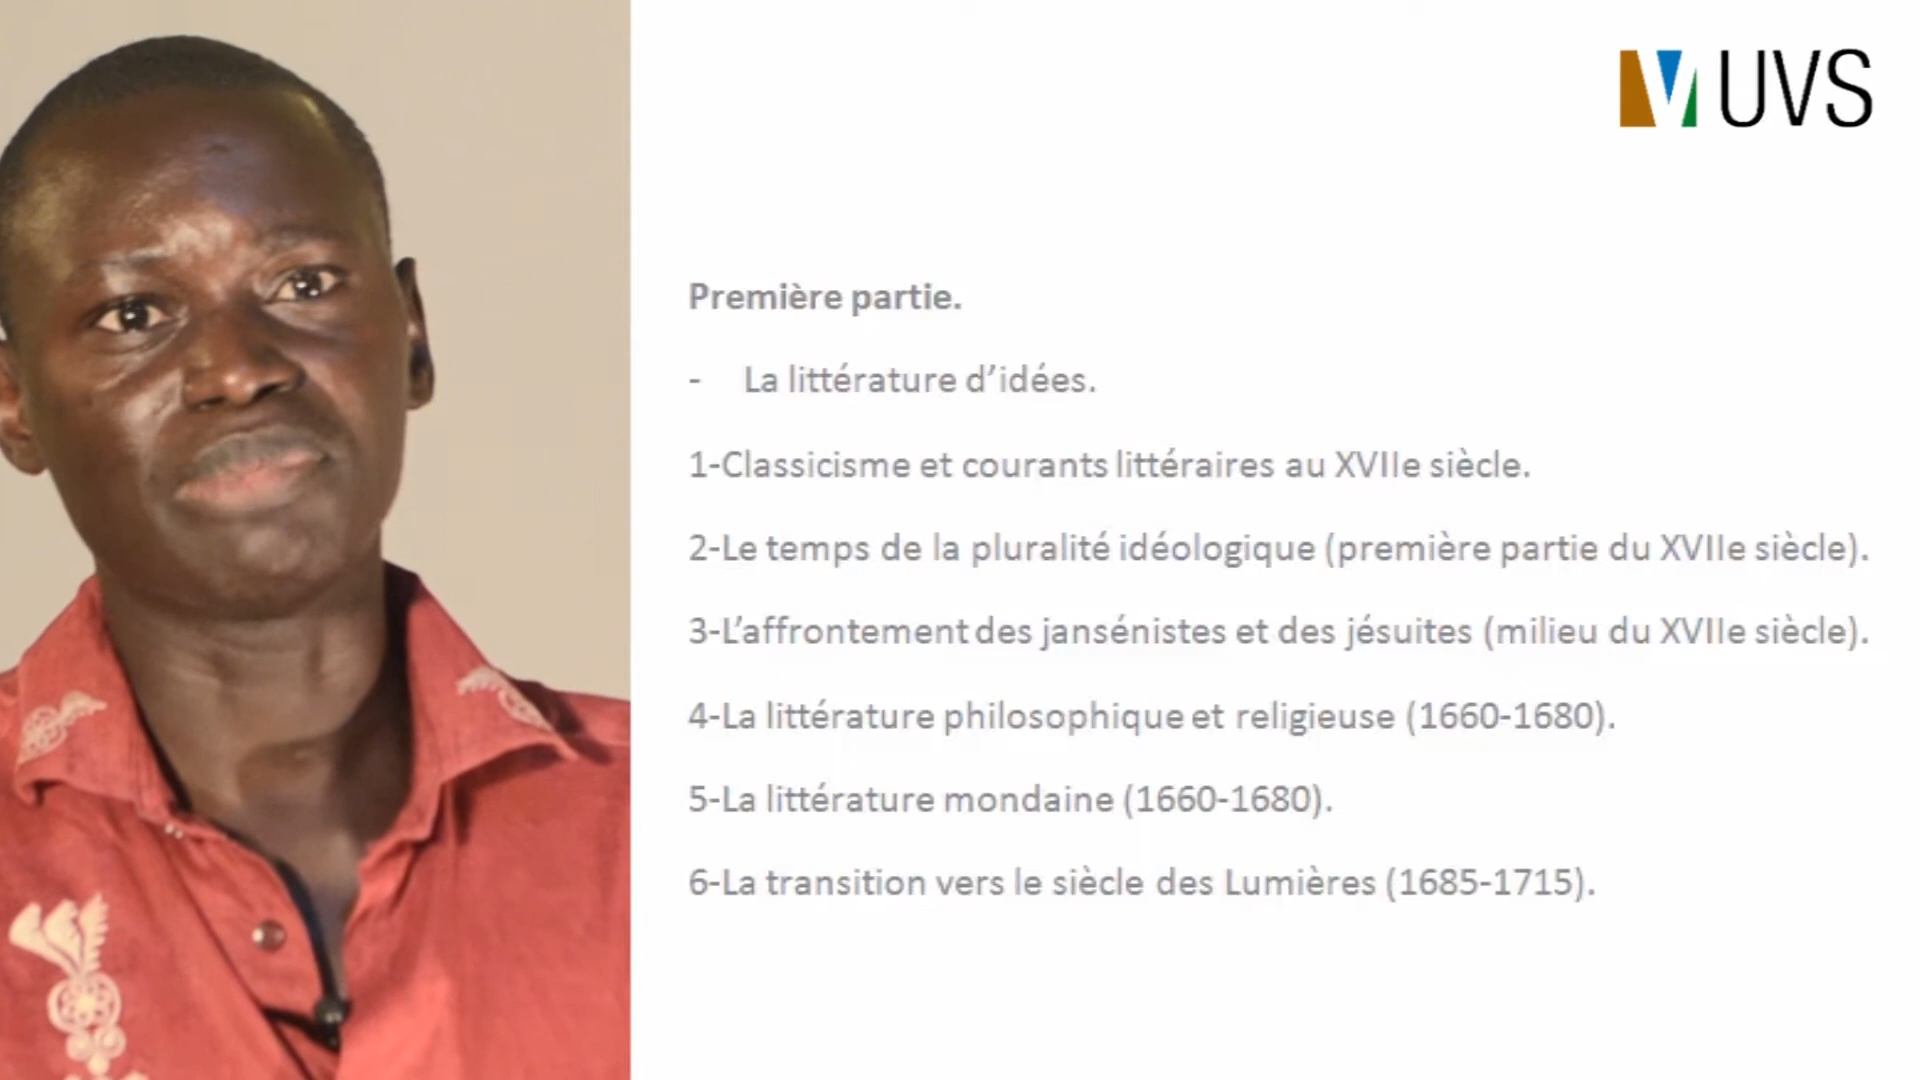 UVS
Première partie.
- La littérature d’idées.
1-Classicisme et courants littéraires au XVIIe siècle.
2-Le temps de la pluralité idéologique (première partie du XVIIe siècle).
3-L’affrontement des jansénistes et des jésuites (milieu du XVIIe siècle).
4-La littérature philosophique et religieuse (1660-1680).
5-La littérature mondaine (1660-1680).
6-La transition vers le siècle des Lumières (1685-1715).